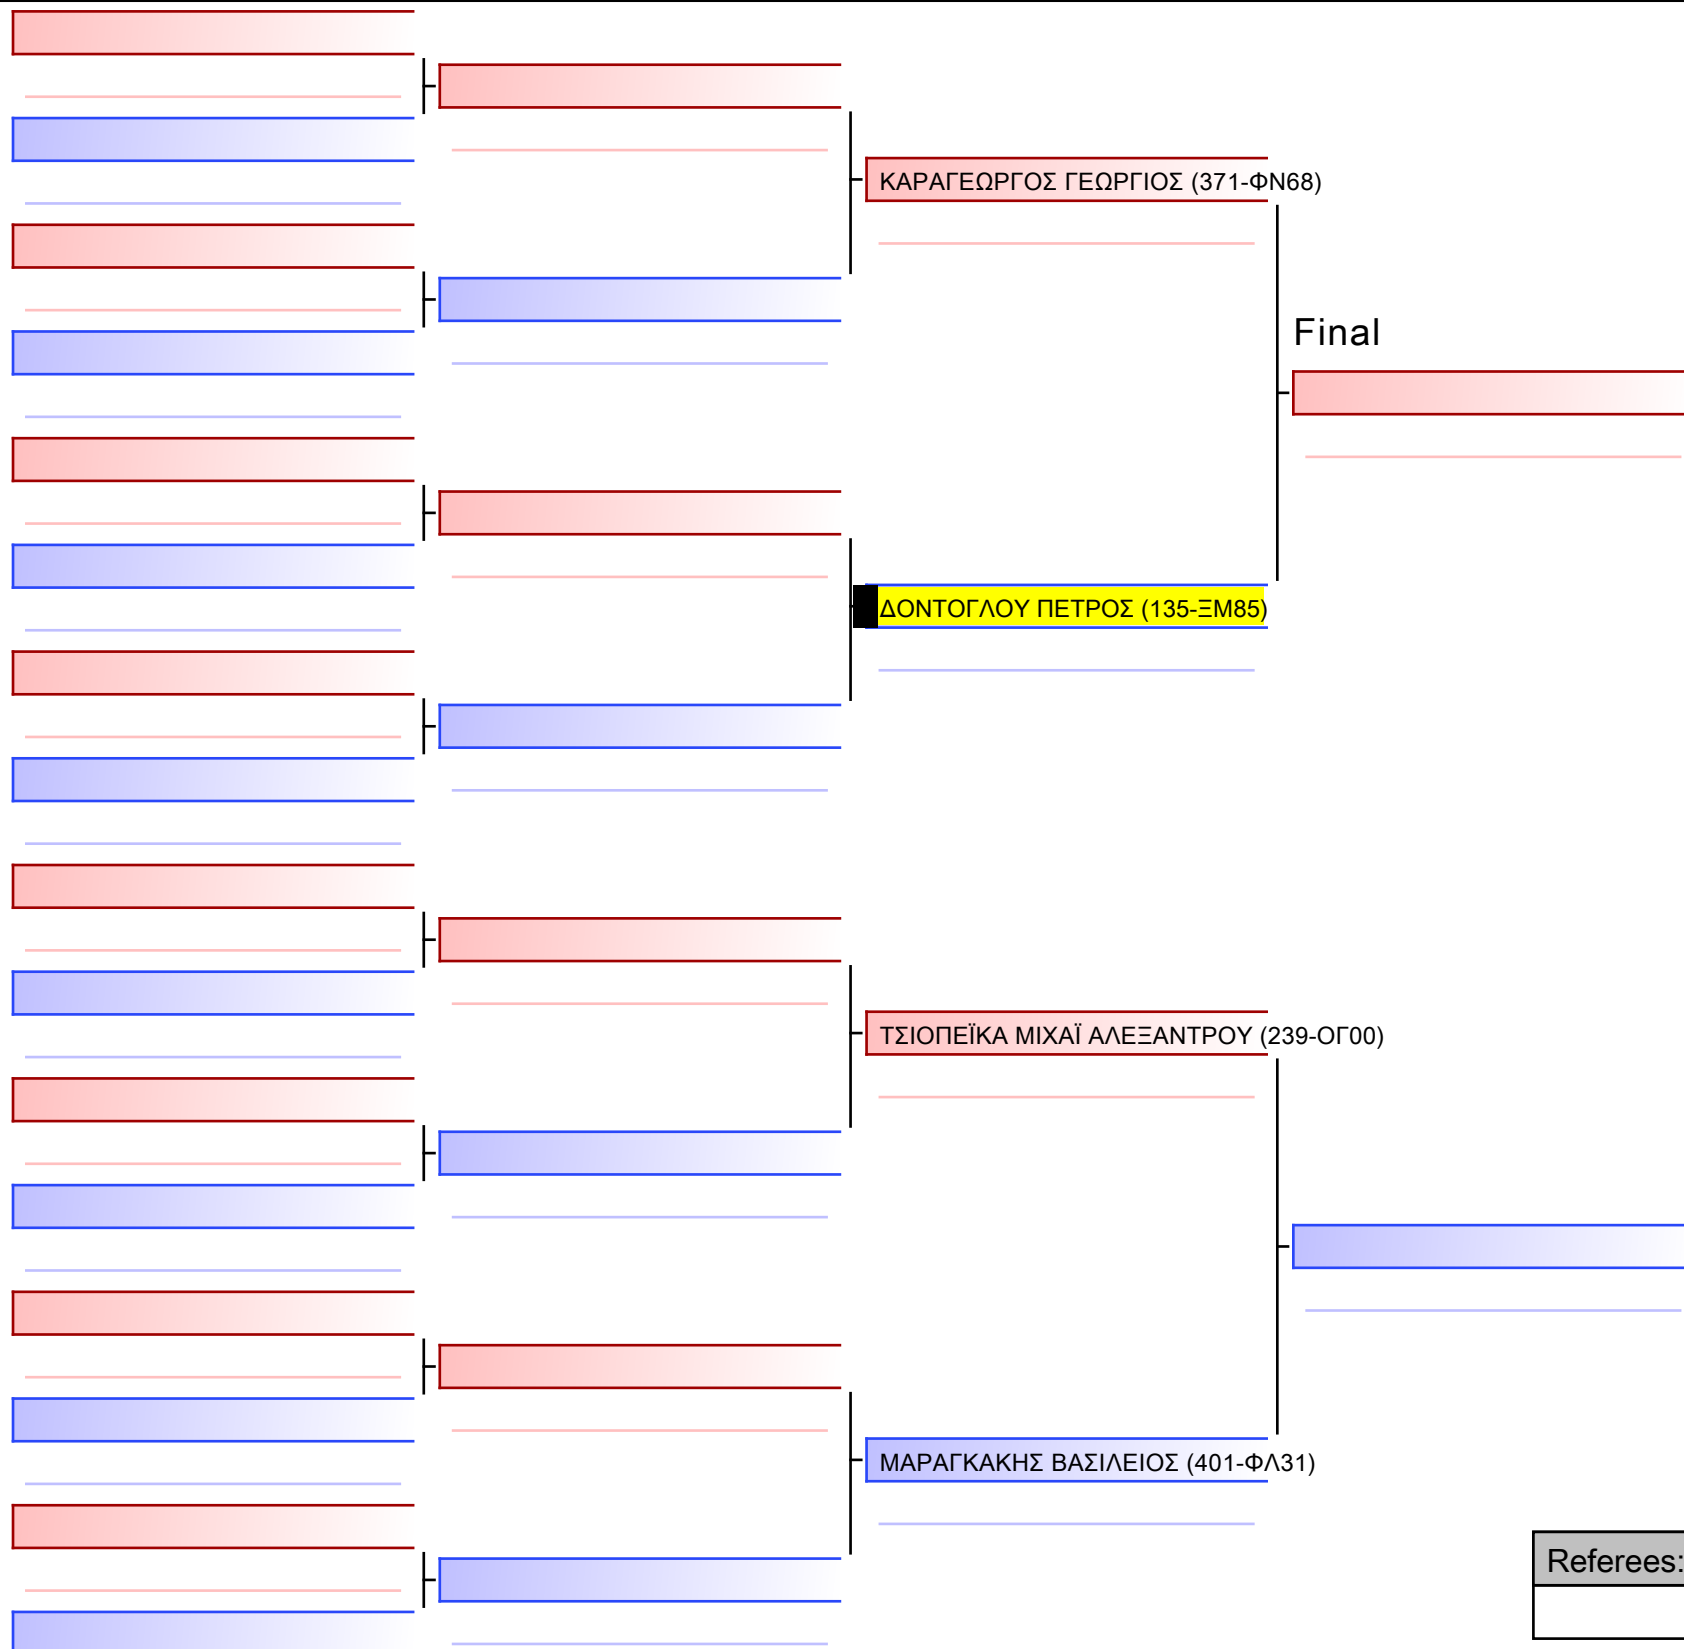 ΚΑΡΑΓΕΩΡΓΟΣ ΓΕΩΡΓΙΟΣ (371-ΦΝ68)
Final
ΔΟΝΤΟΓΛΟΥ ΠΕΤΡΟΣ (135-ΞΜ85)
ΤΣΙΟΠΕΪΚΑ ΜΙΧΑΪ ΑΛΕΞΑΝΤΡΟΥ (239-ΟΓ00)
ΜΑΡΑΓΚΑΚΗΣ ΒΑΣΙΛΕΙΟΣ (401-ΦΛ31)
Referees: